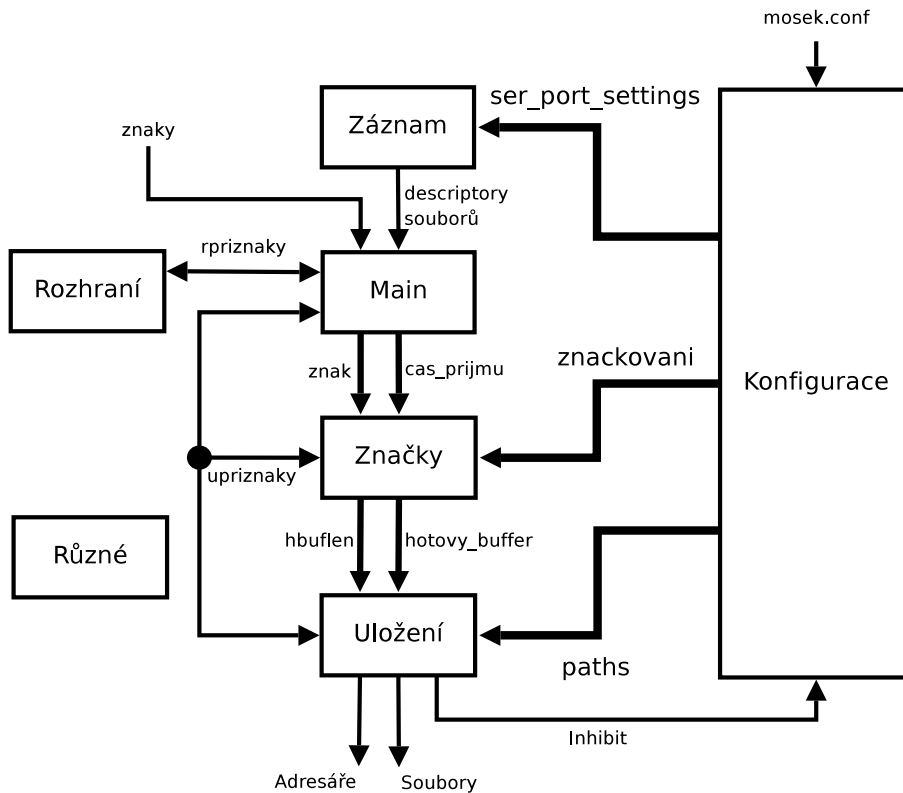 mosek.conf
ser_port_settings
Záznam
znaky
descriptory
souborů
rpriznaky
Rozhraní
Main
znackovani
znak
cas_prijmu
Konfigurace
Značky
upriznaky
hbuflen
hotovy_buffer
Různé
Uložení
paths
Inhibit
Adresáře
Soubory